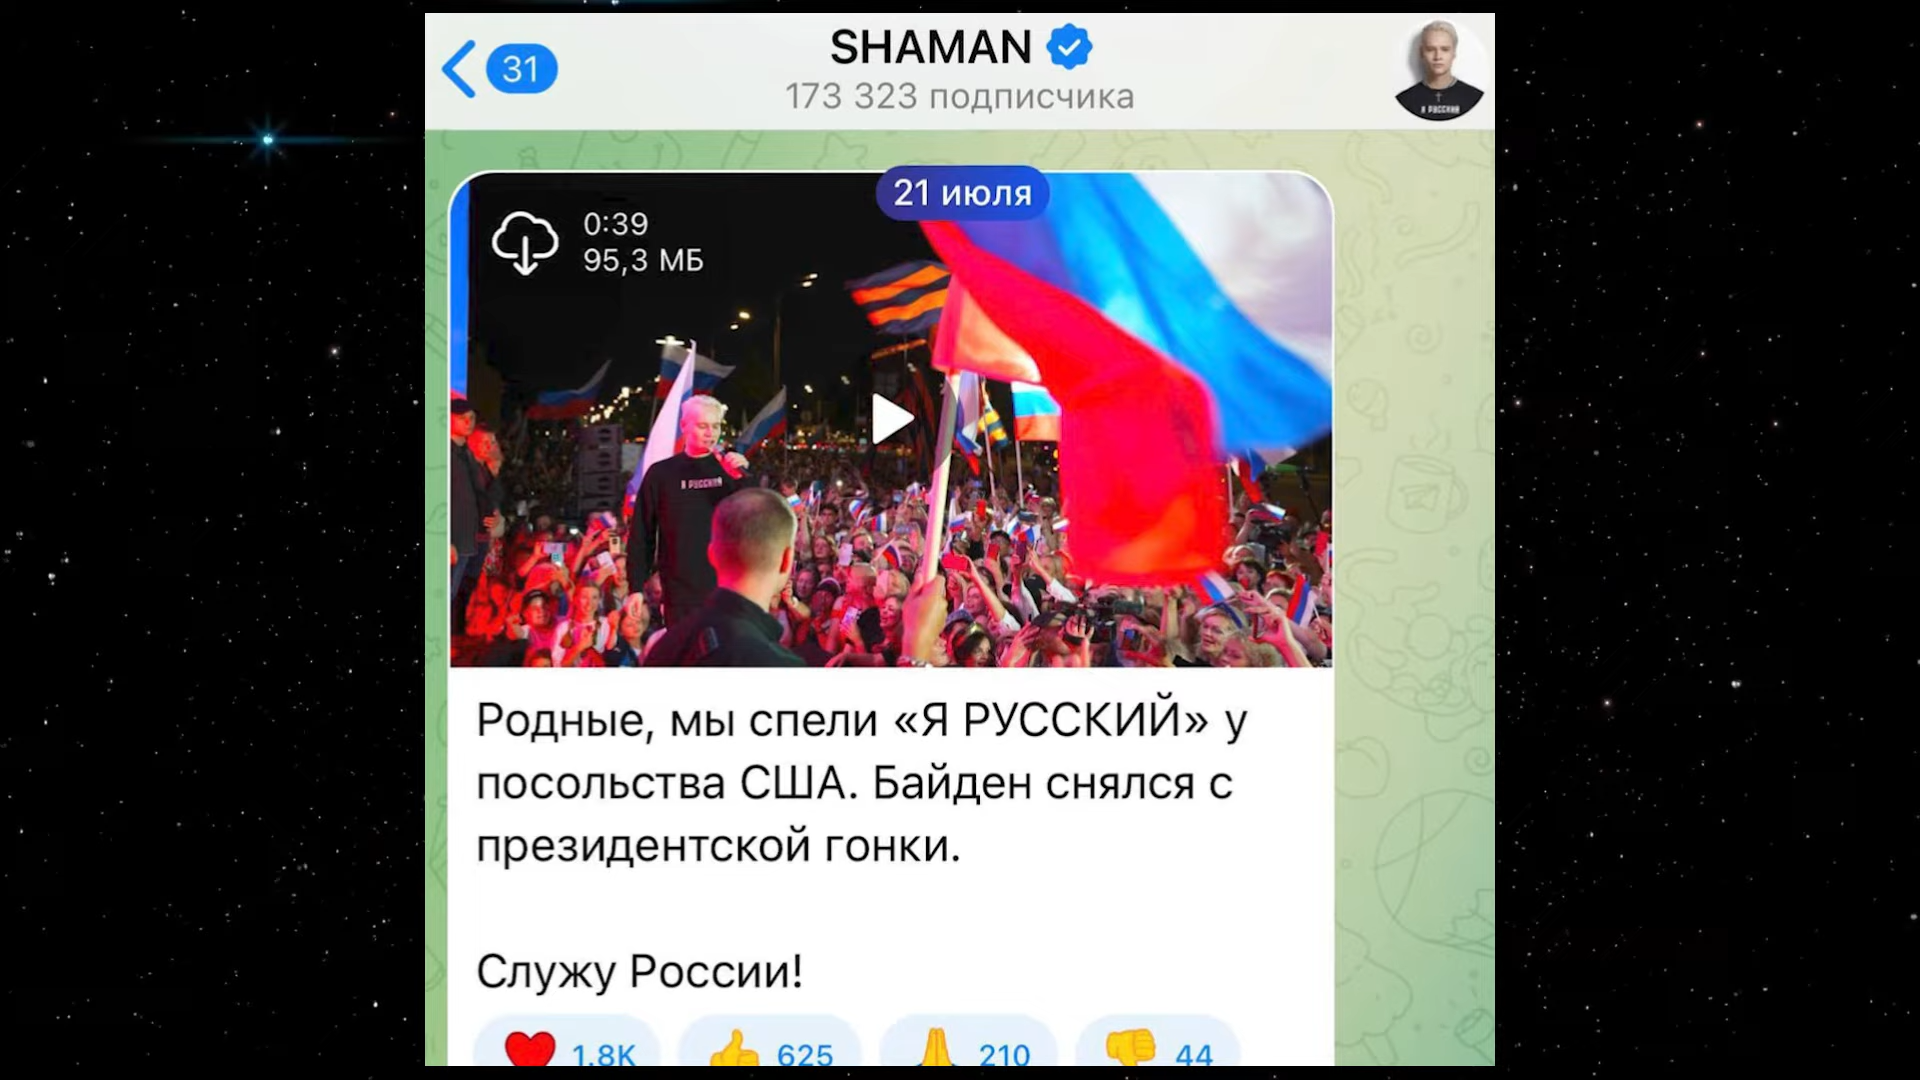 31
SHAMAN
173 323 подписчика
Я РУССКИЙ
21 июля
0:39
95,3 МБ
Я РУССКИЙ
Родные, мы спели «Я РУССКИЙ» у
посольства США. Байден снялся с
президентской гонки.
Служу России!
1.8K 625 210 44